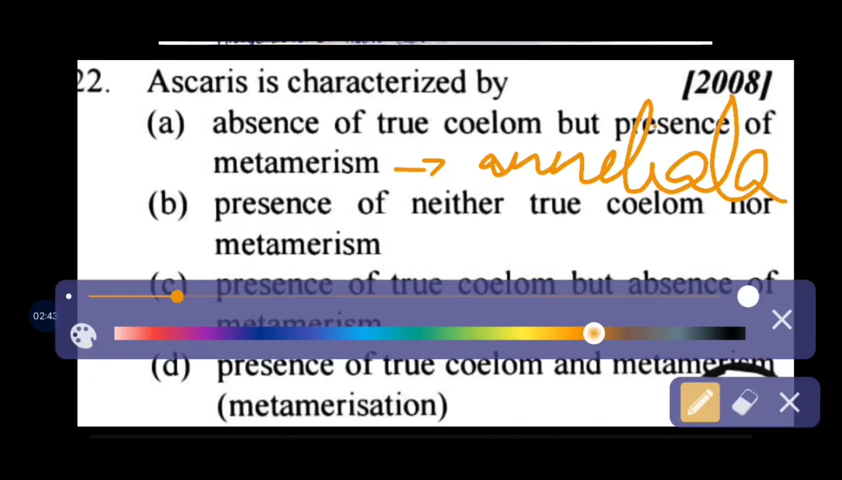 22. Ascaris is characterized by [2008]
(a) absence of true coelom but presence of
metamerism → annelida
(b) presence of neither true coelom nor
metamerism
02:43
(c) presence of true coelom but absence of
metamerism
(d) presence of true coelom and metamerism
(metamerisation)